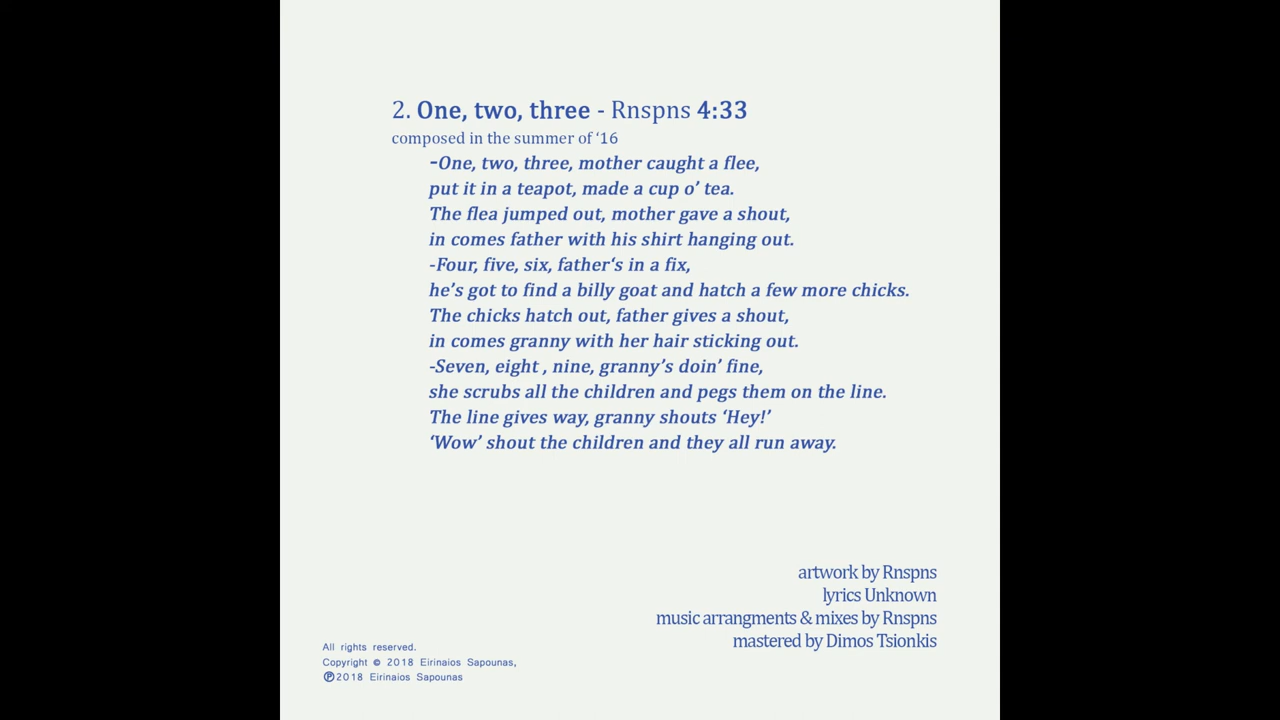 2. One, two, three - Rnspns 4:33
composed in the summer of ‘16
-One, two, three, mother caught a flee,
put it in a teapot, made a cup o’ tea.
The flea jumped out, mother gave a shout,
in comes father with his shirt hanging out.
-Four, five, six, father‘s in a fix,
he’s got to find a billy goat and hatch a few more chicks.
The chicks hatch out, father gives a shout,
in comes granny with her hair sticking out.
-Seven, eight , nine, granny’s doin’ fine,
she scrubs all the children and pegs them on the line.
The line gives way, granny shouts ‘Hey!’
‘Wow’ shout the children and they all run away.
artwork by Rnspns
lyrics Unknown
music arrangments & mixes by Rnspns
mastered by Dimos Tsionkis
All rights reserved.
Copyright © 2018 Eirinaios Sapounas,
℗2018 Eirinaios Sapounas